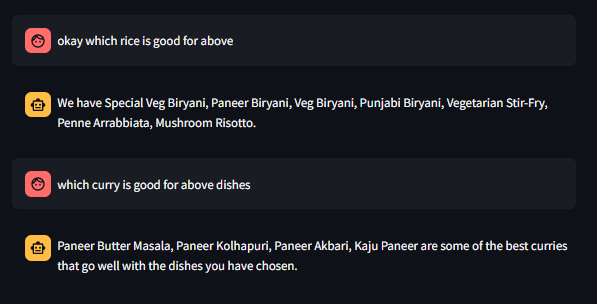 okay which rice is good for above
We have Special Veg Biryani, Paneer Biryani, Veg Biryani, Punjabi Biryani, Vegetarian Stir-Fry,
Penne Arrabbiata, Mushroom Risotto.
which curry is good for above dishes
Paneer Butter Masala, Paneer Kolhapuri, Paneer Akbari, Kaju Paneer are some of the best curries
that go well with the dishes you have chosen.